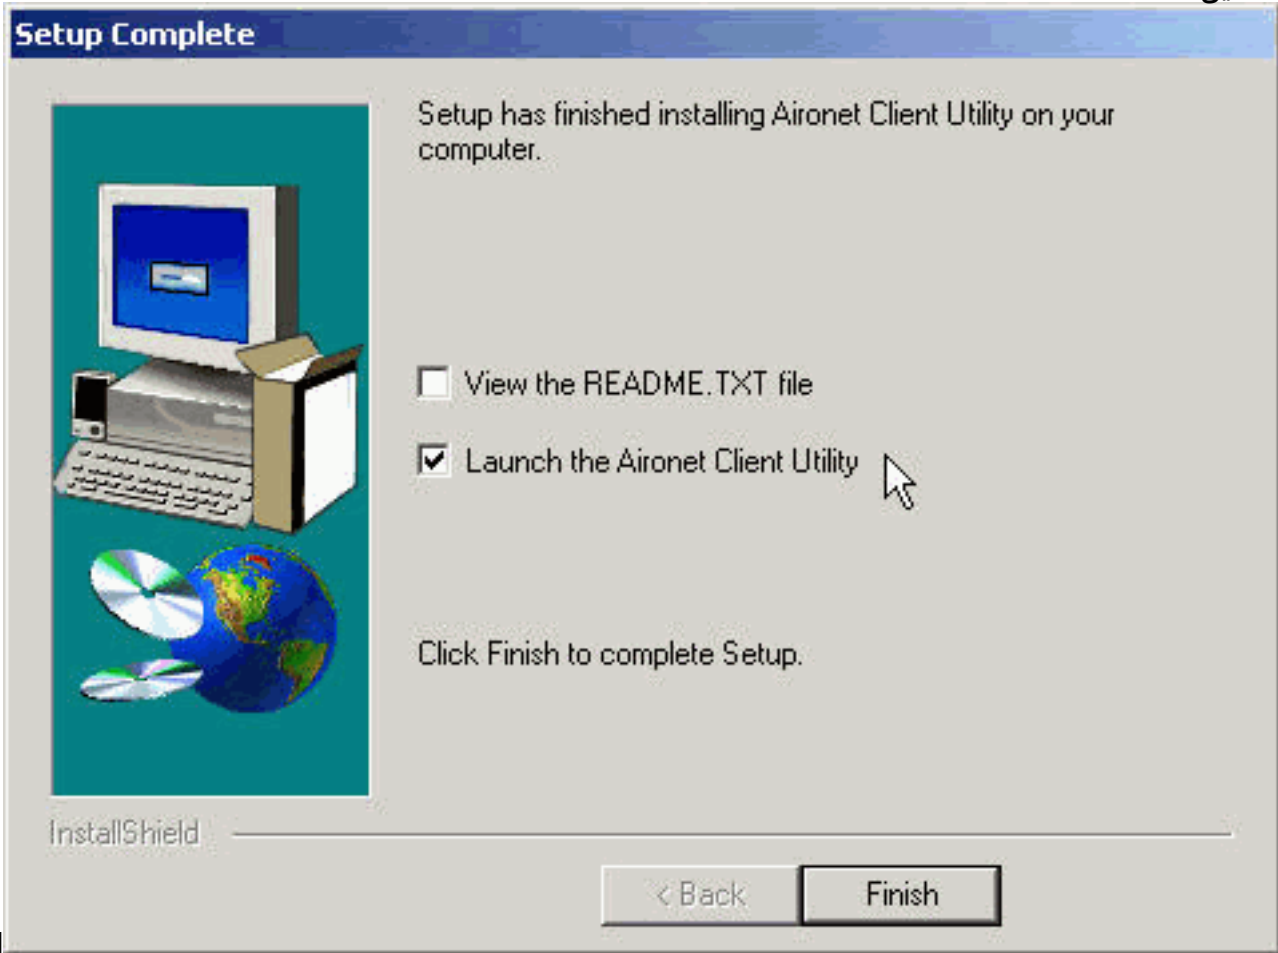 Setup Complete
Setup has finished installing Aironet Client Utility on your
computer.
View the README.TXT file
Launch the Aironet Client Utility
Click Finish to complete Setup.
InstallShield
< Back
Finish